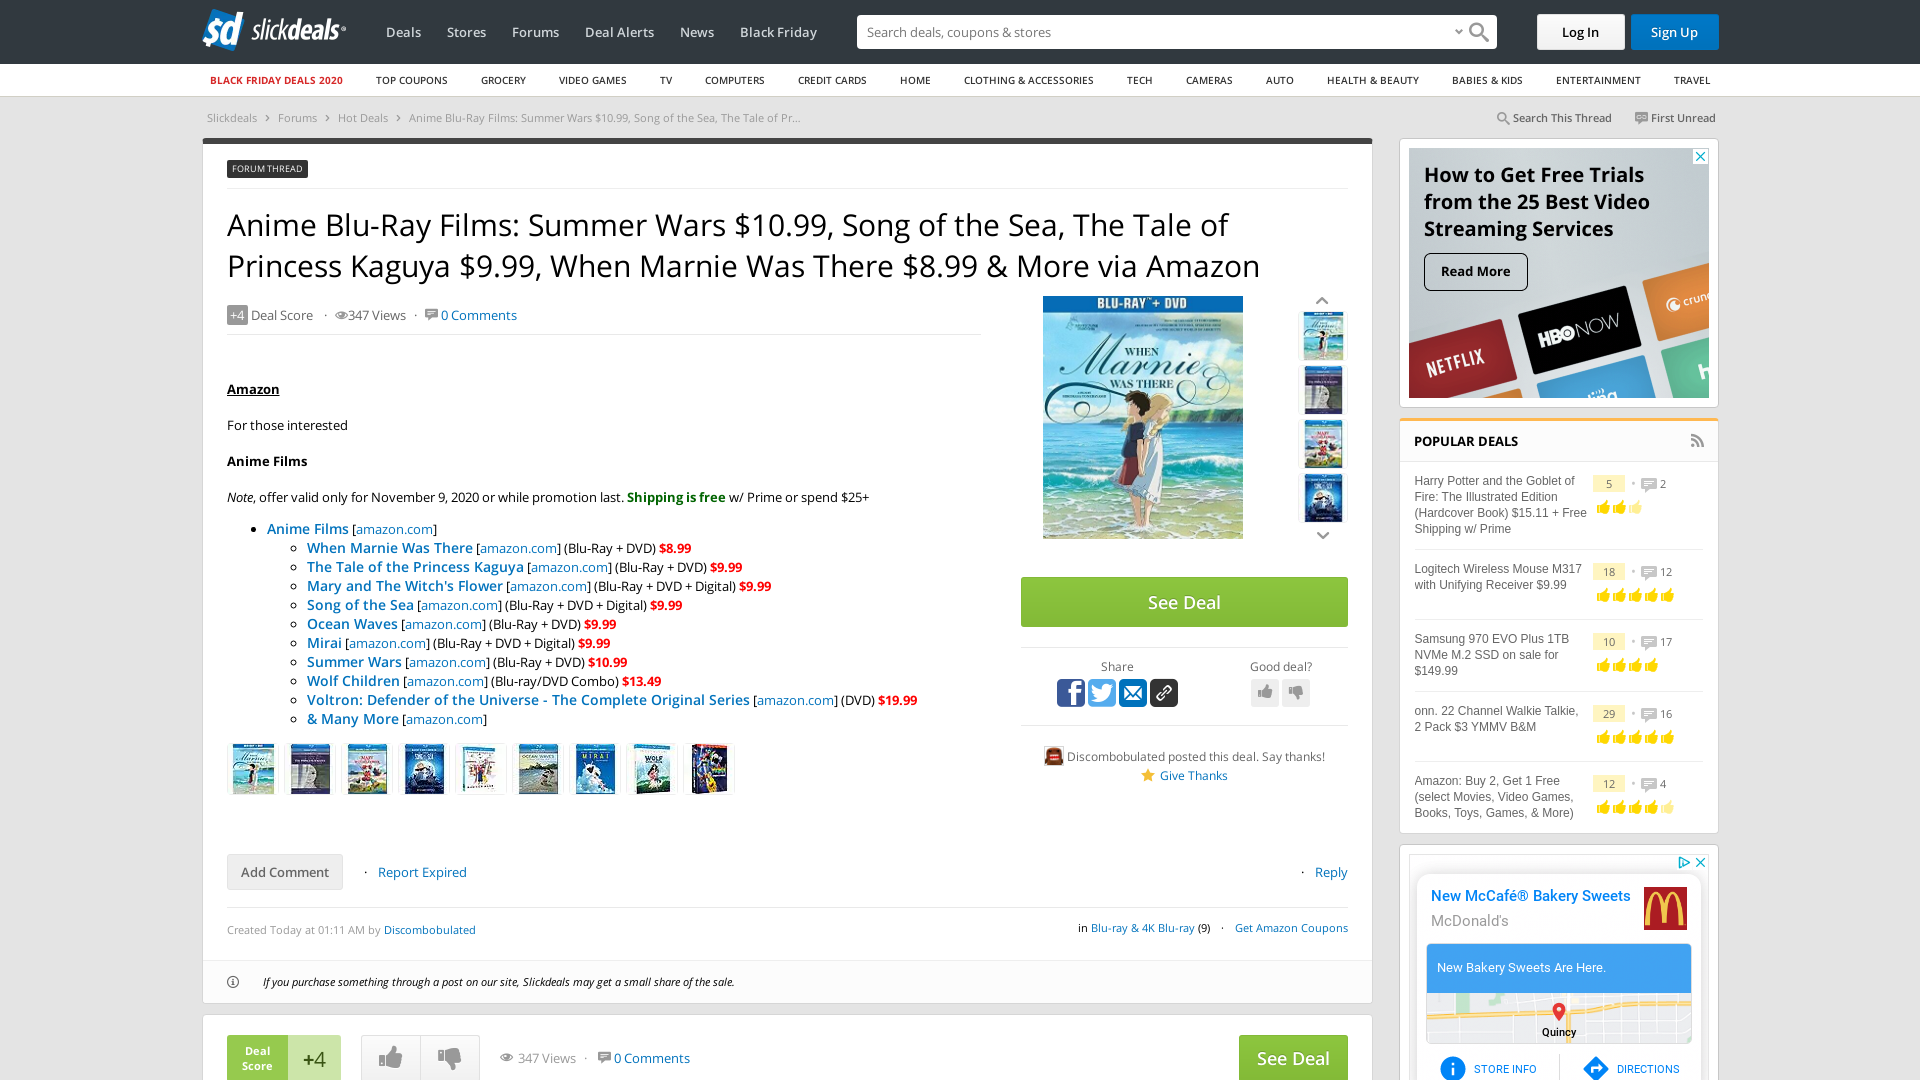 slickdeals
Deals
Stores
Forums
Deal Alerts
News
Black Friday
Search deals, coupons & shopping
Log In
Sign Up
BLACK FRIDAY DEALS 2020
TOP COUPONS
GROCERY
VIDEO GAMES
TV
COMPUTERS
CREDIT CARDS
HOME
CLOTHING & ACCESSORIES
TECH
CAMERAS
AUTO
HEALTH & BEAUTY
BABIES & KIDS
ENTERTAINMENT
TRAVEL
Slickdeals > Forums > Hot Deals > Anime Blu-Ray Films: Summer Wars $10.99, Song of the Sea, The Tale of Pr...
Search This Thread
First Unread
FORUM THREAD
Anime Blu-Ray Films: Summer Wars $10.99, Song of the Sea, The Tale of
Princess Kaguya $9.99, When Marnie Was There $8.99 & More via Amazon
+4 Deal Score · 347 Views · 0 Comments
Amazon
For those interested
Anime Films
Note, offer valid only for November 9, 2020 or while promotion last. Shipping is free w/ Prime or spend $25+
Anime Films [amazon.com]
When Marnie Was There [amazon.com] (Blu-Ray + DVD) $8.99
The Tale of the Princess Kaguya [amazon.com] (Blu-Ray + DVD) $9.99
Mary and The Witch's Flower [amazon.com] (Blu-Ray + DVD + Digital) $9.99
Song of the Sea [amazon.com] (Blu-Ray + DVD + Digital) $9.99
Ocean Waves [amazon.com] (Blu-Ray + DVD) $9.99
Mirai [amazon.com] (Blu-Ray + DVD + Digital) $9.99
Summer Wars [amazon.com] (Blu-Ray + DVD) $10.99
Wolf Children [amazon.com] (Blu-ray/DVD Combo) $13.49
Voltron: Defender of the Universe - The Complete Original Series [amazon.com] (DVD) $19.99
& Many More [amazon.com]
BLU-RAY + DVD
WHEN
Marnie
WAS THERE
See Deal
Share
Good deal?
Discombobulated posted this deal. Say thanks!
Give Thanks
Add Comment
· Report Expired
· Reply
Created Today at 01:11 AM by Discombobulated
in Blu-ray & 4K Blu-ray (9) · Get Amazon Coupons
If you purchase something through a post on our site, Slickdeals may get a small share of the sale.
Deal
Score
+4
347 Views · 0 Comments
See Deal
How to Get Free Trials
from the 25 Best Video
Streaming Services
Read More
NETFLIX
HBO NOW
POPULAR DEALS
Harry Potter and the Goblet of
Fire: The Illustrated Edition
(Hardcover Book) $15.11 + Free
Shipping w/ Prime
5 · 2
Logitech Wireless Mouse M317
with Unifying Receiver $9.99
18 · 12
Samsung 970 EVO Plus 1TB
NVMe M.2 SSD on sale for
$149.99
10 · 17
onn. 22 Channel Walkie Talkie,
2 Pack $3 YMMV B&M
29 · 16
Amazon: Buy 2, Get 1 Free
(select Movies, Video Games,
Books, Toys, Games, & More)
12 · 4
New McCafé® Bakery Sweets
McDonald's
New Bakery Sweets Are Here.
Quincy
STORE INFO
DIRECTIONS